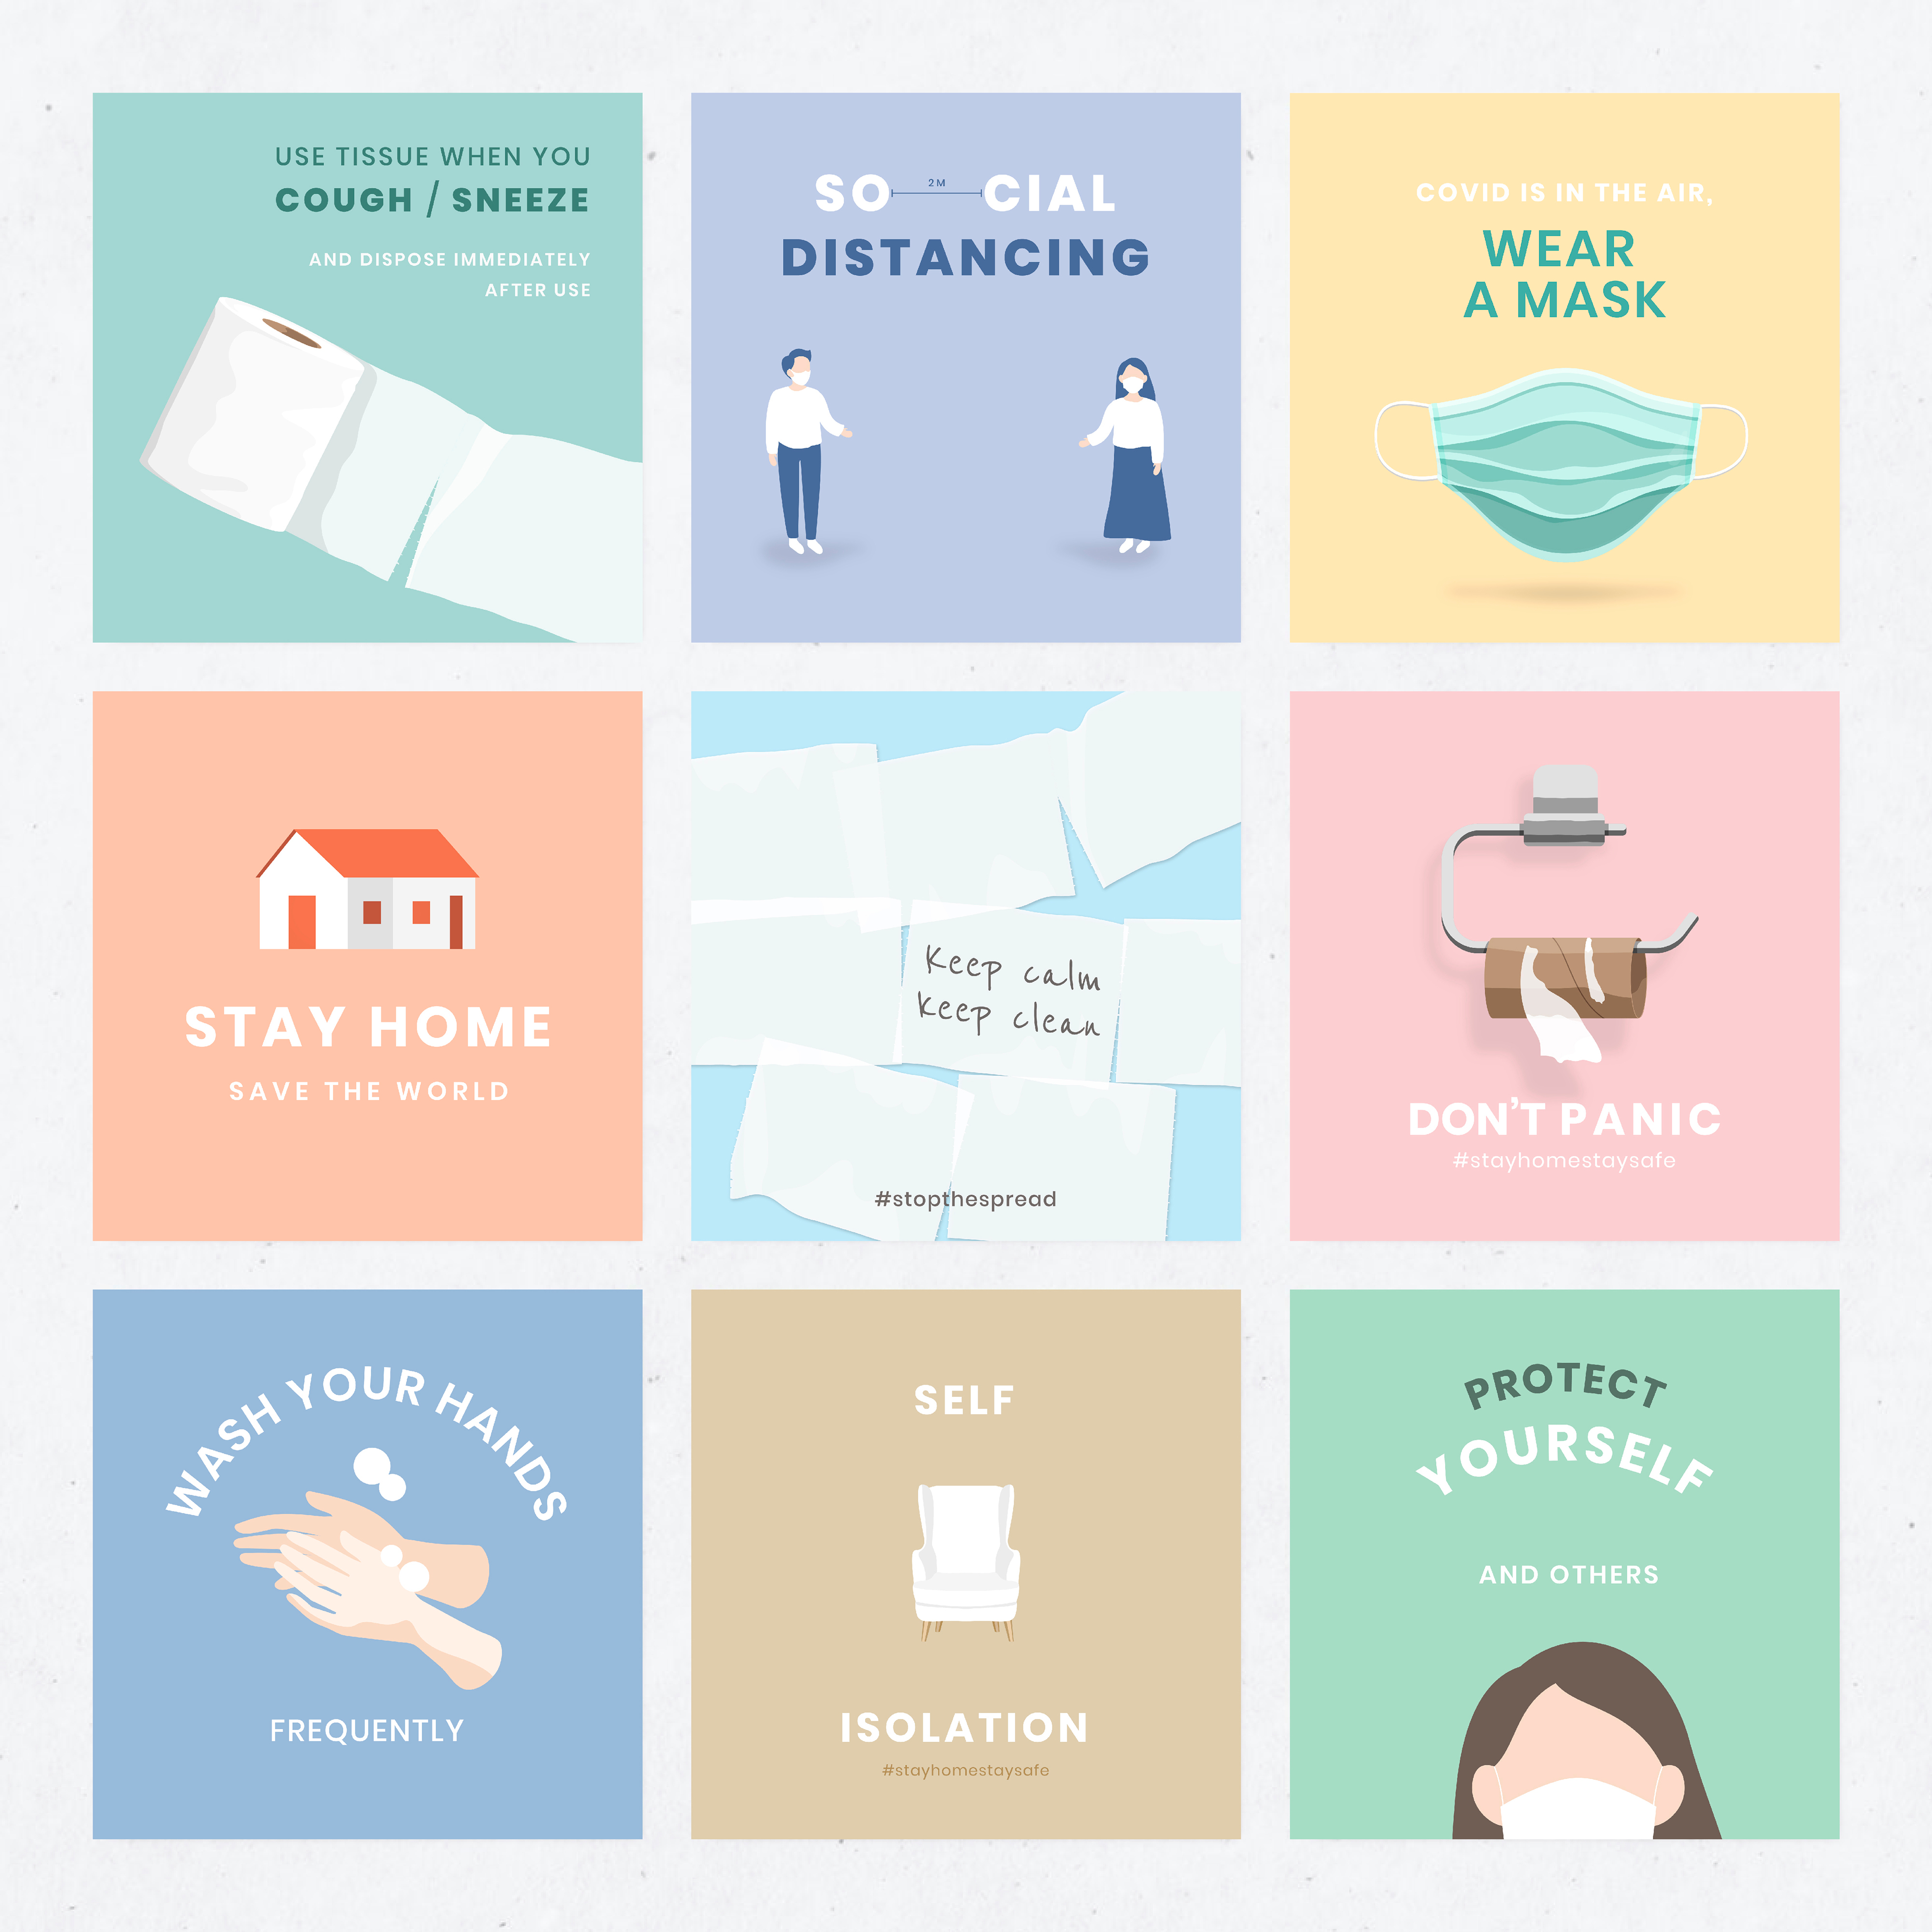 USE TISSUE WHEN YOU
COUGH / SNEEZE
AND DISPOSE IMMEDIATELY
AFTER USE
SO 2M CIAL
DISTANCING
COVID IS IN THE AIR,
WEAR
A MASK
STAY HOME
SAVE THE WORLD
Keep calm
keep clean
#stopthespread
DON'T PANIC
#stayhomestaysafe
WASH YOUR HANDS
FREQUENTLY
SELF
ISOLATION
#stayhomestaysafe
PROTECT
YOURSELF
AND OTHERS